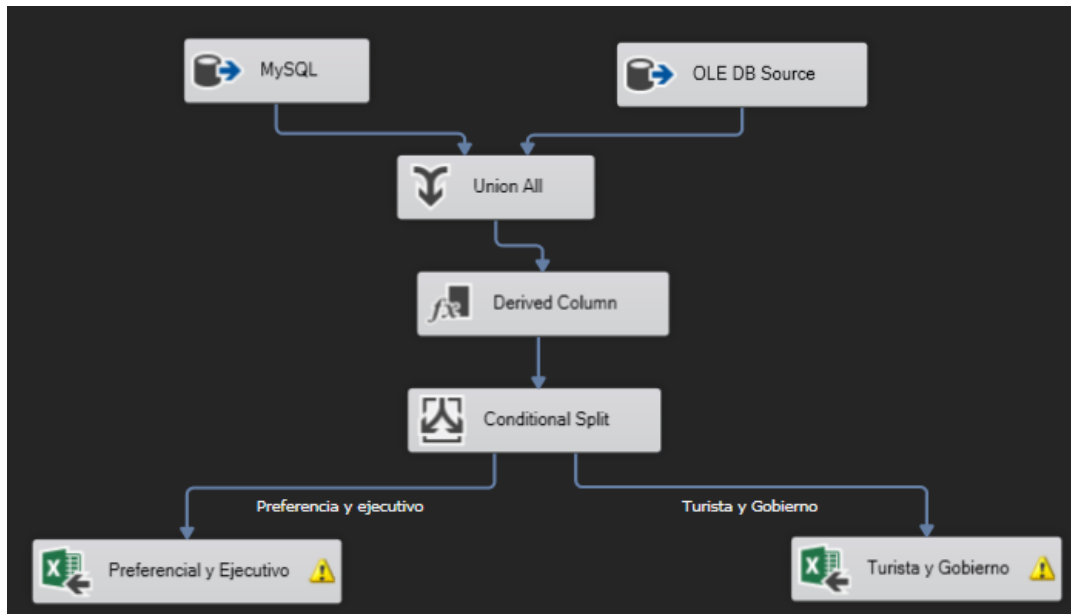 MySQL
OLE DB Source
Union All
Derived Column
Conditional Split
Preferencia y ejecutivo
Turista y Gobierno
Preferencial y Ejecutivo
Turista y Gobierno